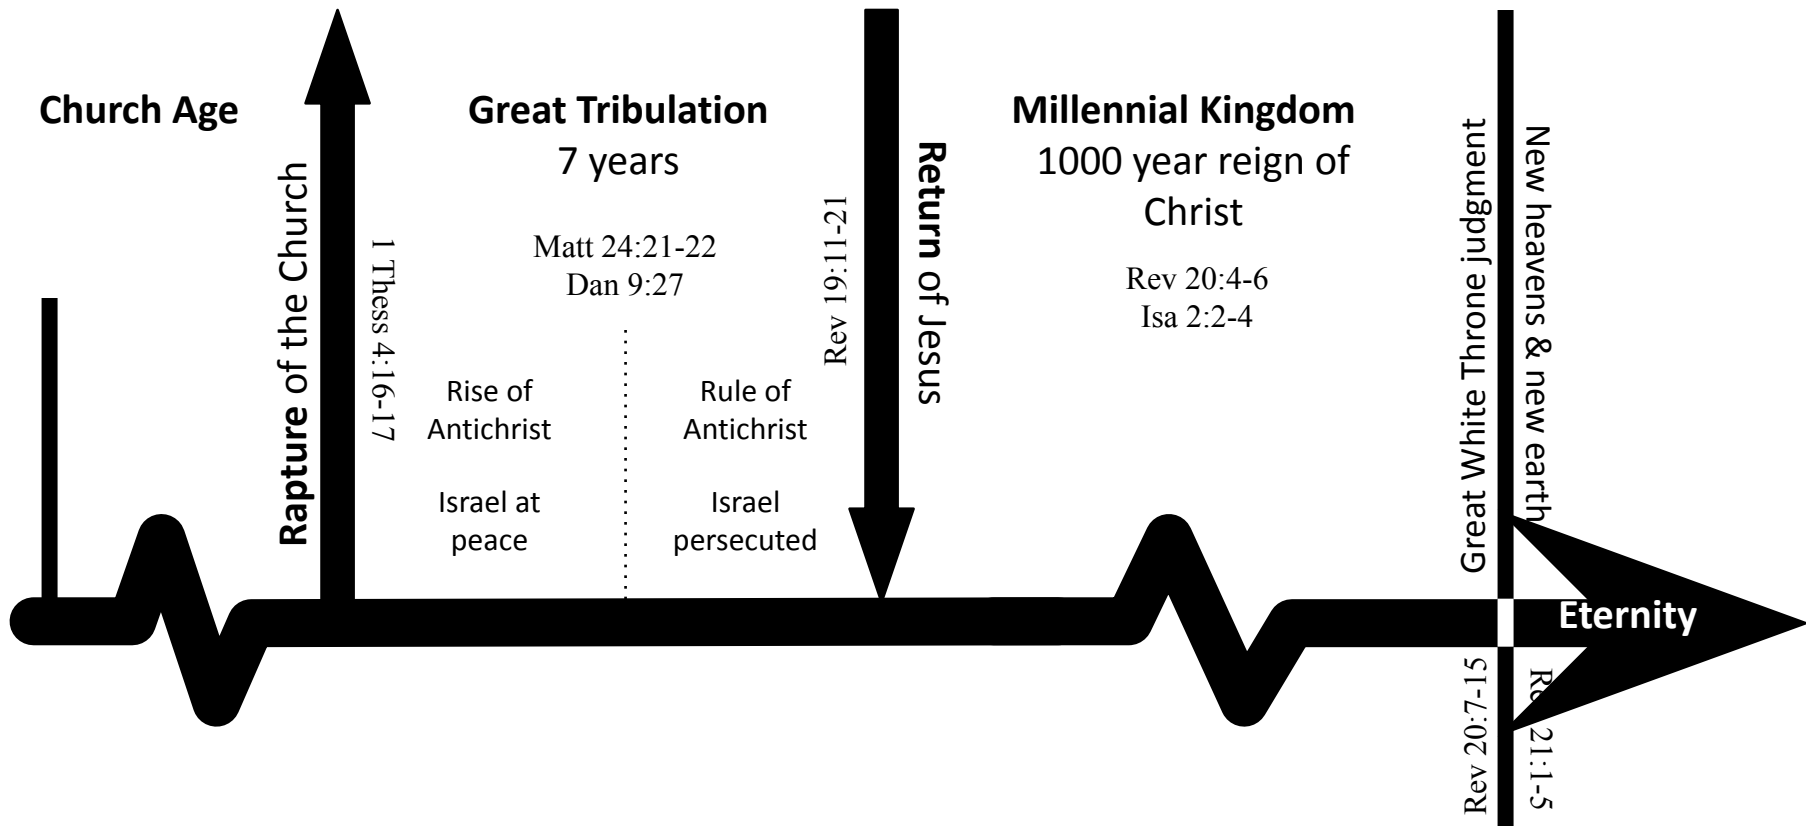 Church Age
Rapture of the Church
1 Thess 4:16-17
Great Tribulation
7 years
Matt 24:21-22
Dan 9:27
Rise of
Antichrist
Israel at
peace
Rule of
Antichrist
Israel
persecuted
Rev 19:11-21
Return of Jesus
Millennial Kingdom
1000 year reign of
Christ
Rev 20:4-6
Isa 2:2-4
Great White Throne judgment
Rev 20:7-15
New heavens & new earth
21:1-5
Eternity